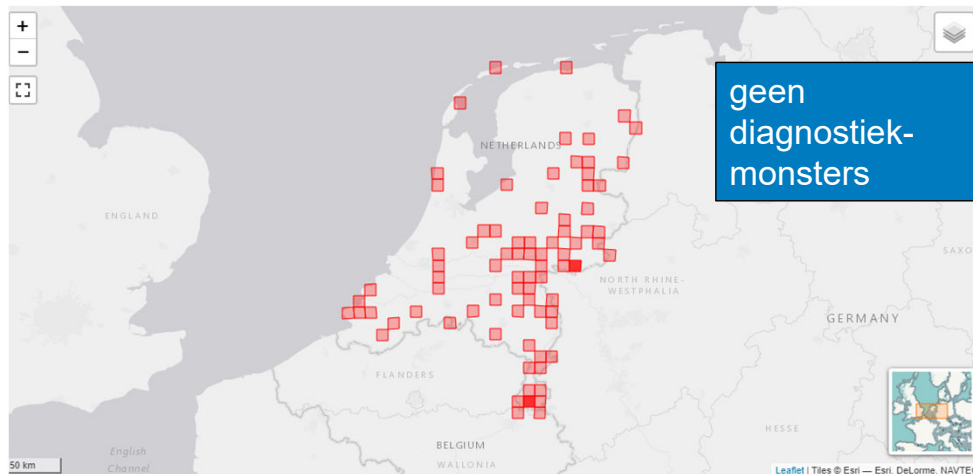 +
−
geen
diagnostiek-
monsters
NETHERLANDS
ENGLAND
SAXO
NORTH RHINE-
WESTPHALIA
GERMANY
FLANDERS
HESSE
BELGIUM
English
Channel
WALLONIA
50 km
Leaflet | Tiles © Esri — Esri, DeLorme, NAVTEQ